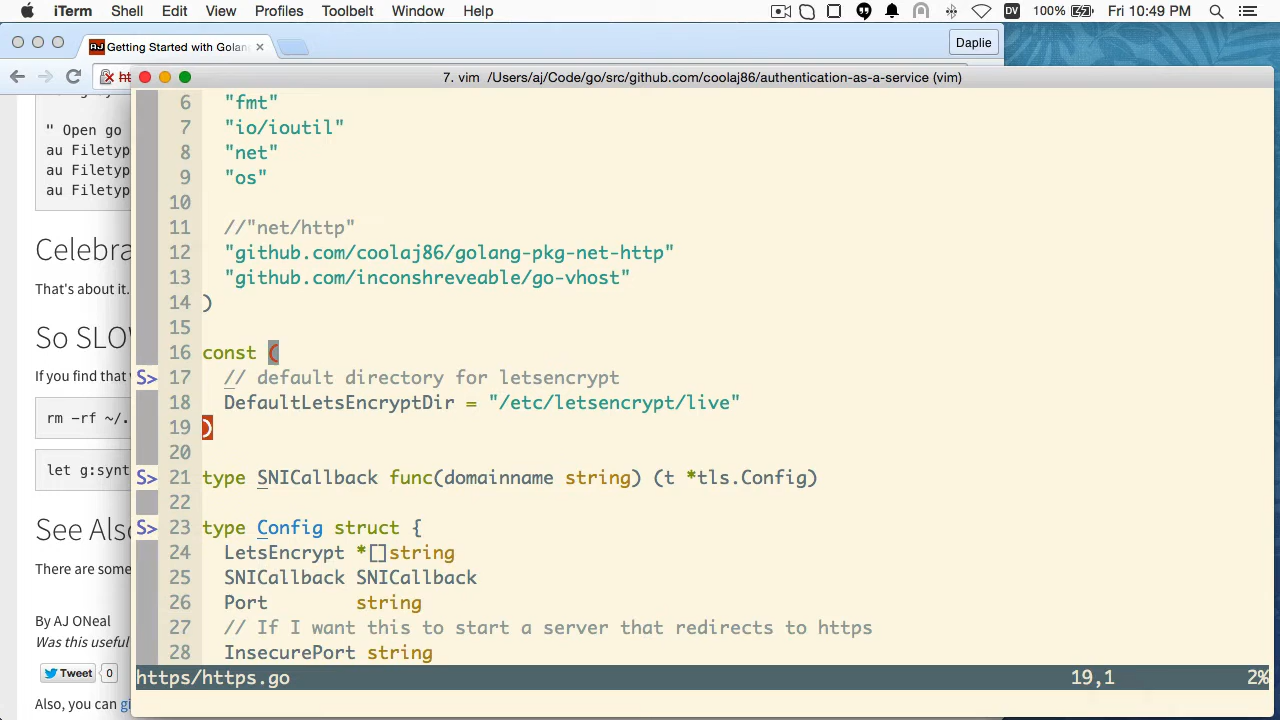 iTerm Shell Edit View Profiles Toolbelt Window Help DV 100% Fri 10:49 PM
Getting Started with Golan × Daplie
7. vim /Users/aj/Code/go/src/github.com/coolaj86/authentication-as-a-service (vim)
" Open go
au Filetyp
au Filetyp
au Filetyp
Celebra
That's about it.
So SLO
If you find that
rm -rf ~/.
let g:synt
See Also
There are some
By AJ ONeal
Was this useful
Tweet 0
Also, you can gi
6 "fmt"
7 "io/ioutil"
8 "net"
9 "os"
10
11 //"net/http"
12 "github.com/coolaj86/golang-pkg-net-http"
13 "github.com/inconshreveable/go-vhost"
14 )
15
16 const (
S> 17 // default directory for letsencrypt
18 DefaultLetsEncryptDir = "/etc/letsencrypt/live"
19 )
20
S> 21 type SNICallback func(domainname string) (t *tls.Config)
22
S> 23 type Config struct {
24 LetsEncrypt *[]string
25 SNICallback SNICallback
26 Port string
27 // If I want this to start a server that redirects to https
28 InsecurePort string
https/https.go 19,1 2%